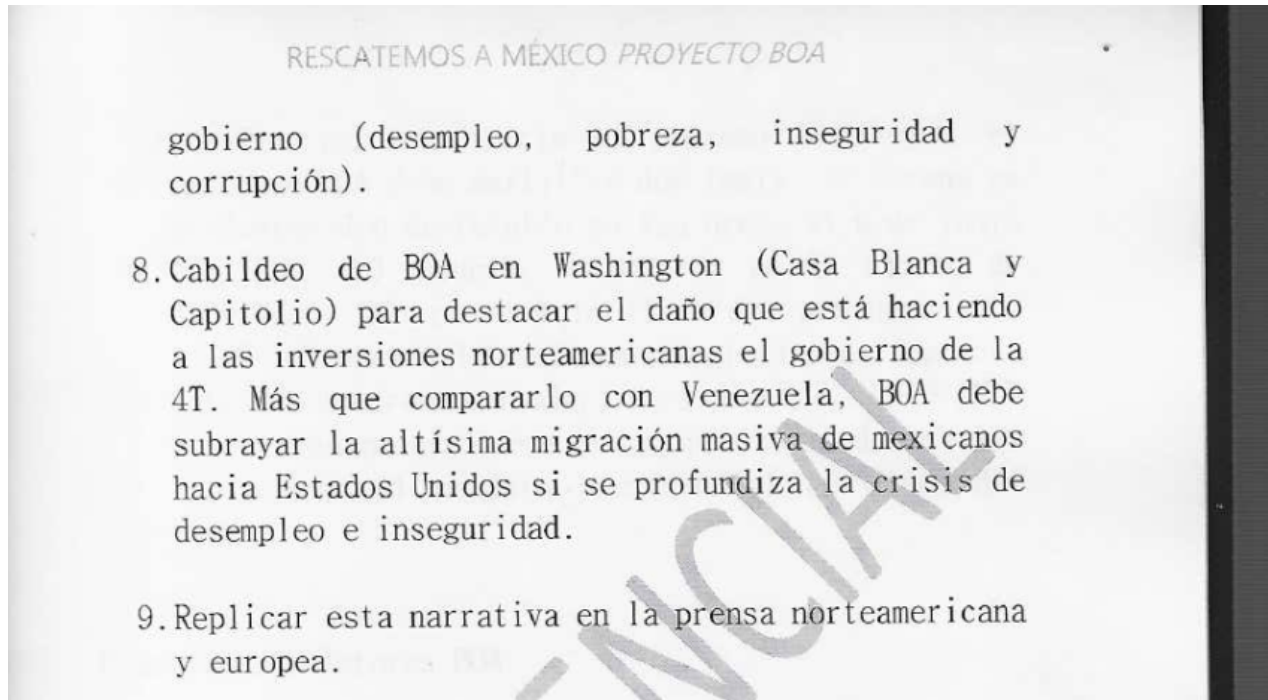 RESCATEMOS A MÉXICO PROYECTO BOA
gobierno (desempleo, pobreza, inseguridad y
corrupción).
8. Cabildeo de BOA en Washington (Casa Blanca y
Capitolio) para destacar el daño que está haciendo
a las inversiones norteamericanas el gobierno de la
4T. Más que compararlo con Venezuela, BOA debe
subrayar la altísima migración masiva de mexicanos
hacia Estados Unidos si se profundiza la crisis de
desempleo e inseguridad.
9. Replicar esta narrativa en la prensa norteamericana
y europea.
ENCIAL